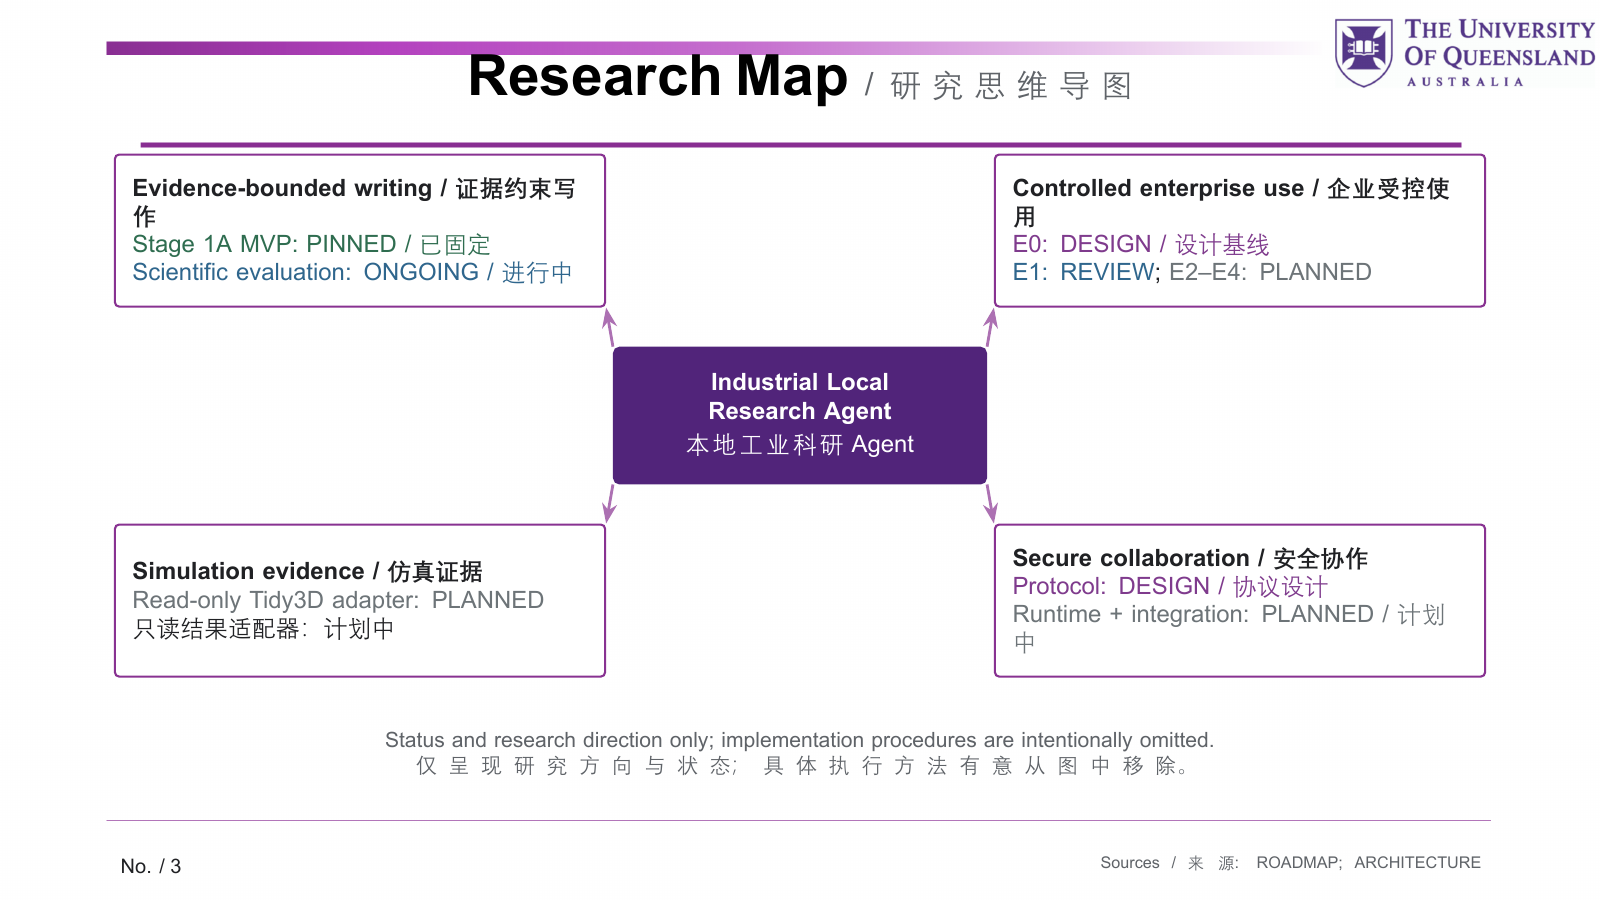 THE UNIVERSITY
OF QUEENSLAND
AUSTRALIA
Research Map / 研究思维导图
Evidence-bounded writing / 证据约束写
作
Stage 1A MVP: PINNED / 已固定
Scientific evaluation: ONGOING / 进行中
Controlled enterprise use / 企业受控使
用
E0: DESIGN / 设计基线
E1: REVIEW; E2–E4: PLANNED
Industrial Local
Research Agent
本地工业科研 Agent
Simulation evidence / 仿真证据
Read-only Tidy3D adapter: PLANNED
只读结果适配器：计划中
Secure collaboration / 安全协作
Protocol: DESIGN / 协议设计
Runtime + integration: PLANNED / 计划
中
Status and research direction only; implementation procedures are intentionally omitted.
仅呈现研究方向与状态； 具体执行方法有意从图中移除。
No. / 3
Sources / 来源: ROADMAP; ARCHITECTURE